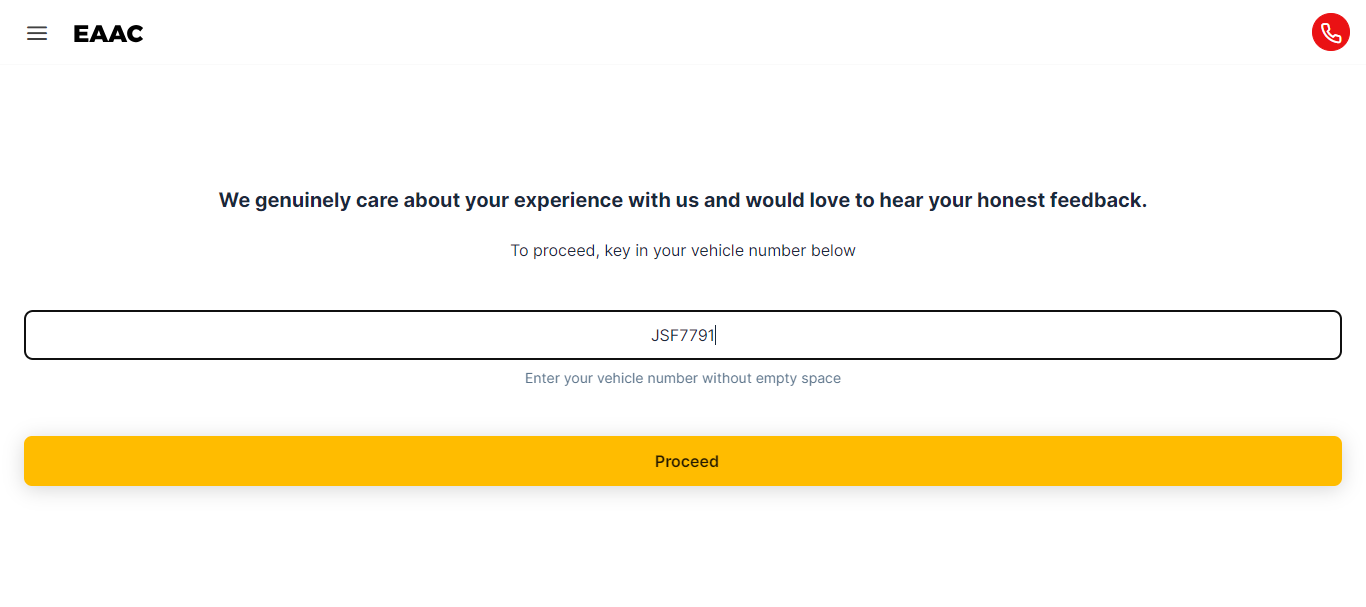 EAAC
We genuinely care about your experience with us and would love to hear your honest feedback.
To proceed, key in your vehicle number below
JSF7791
Enter your vehicle number without empty space
Proceed